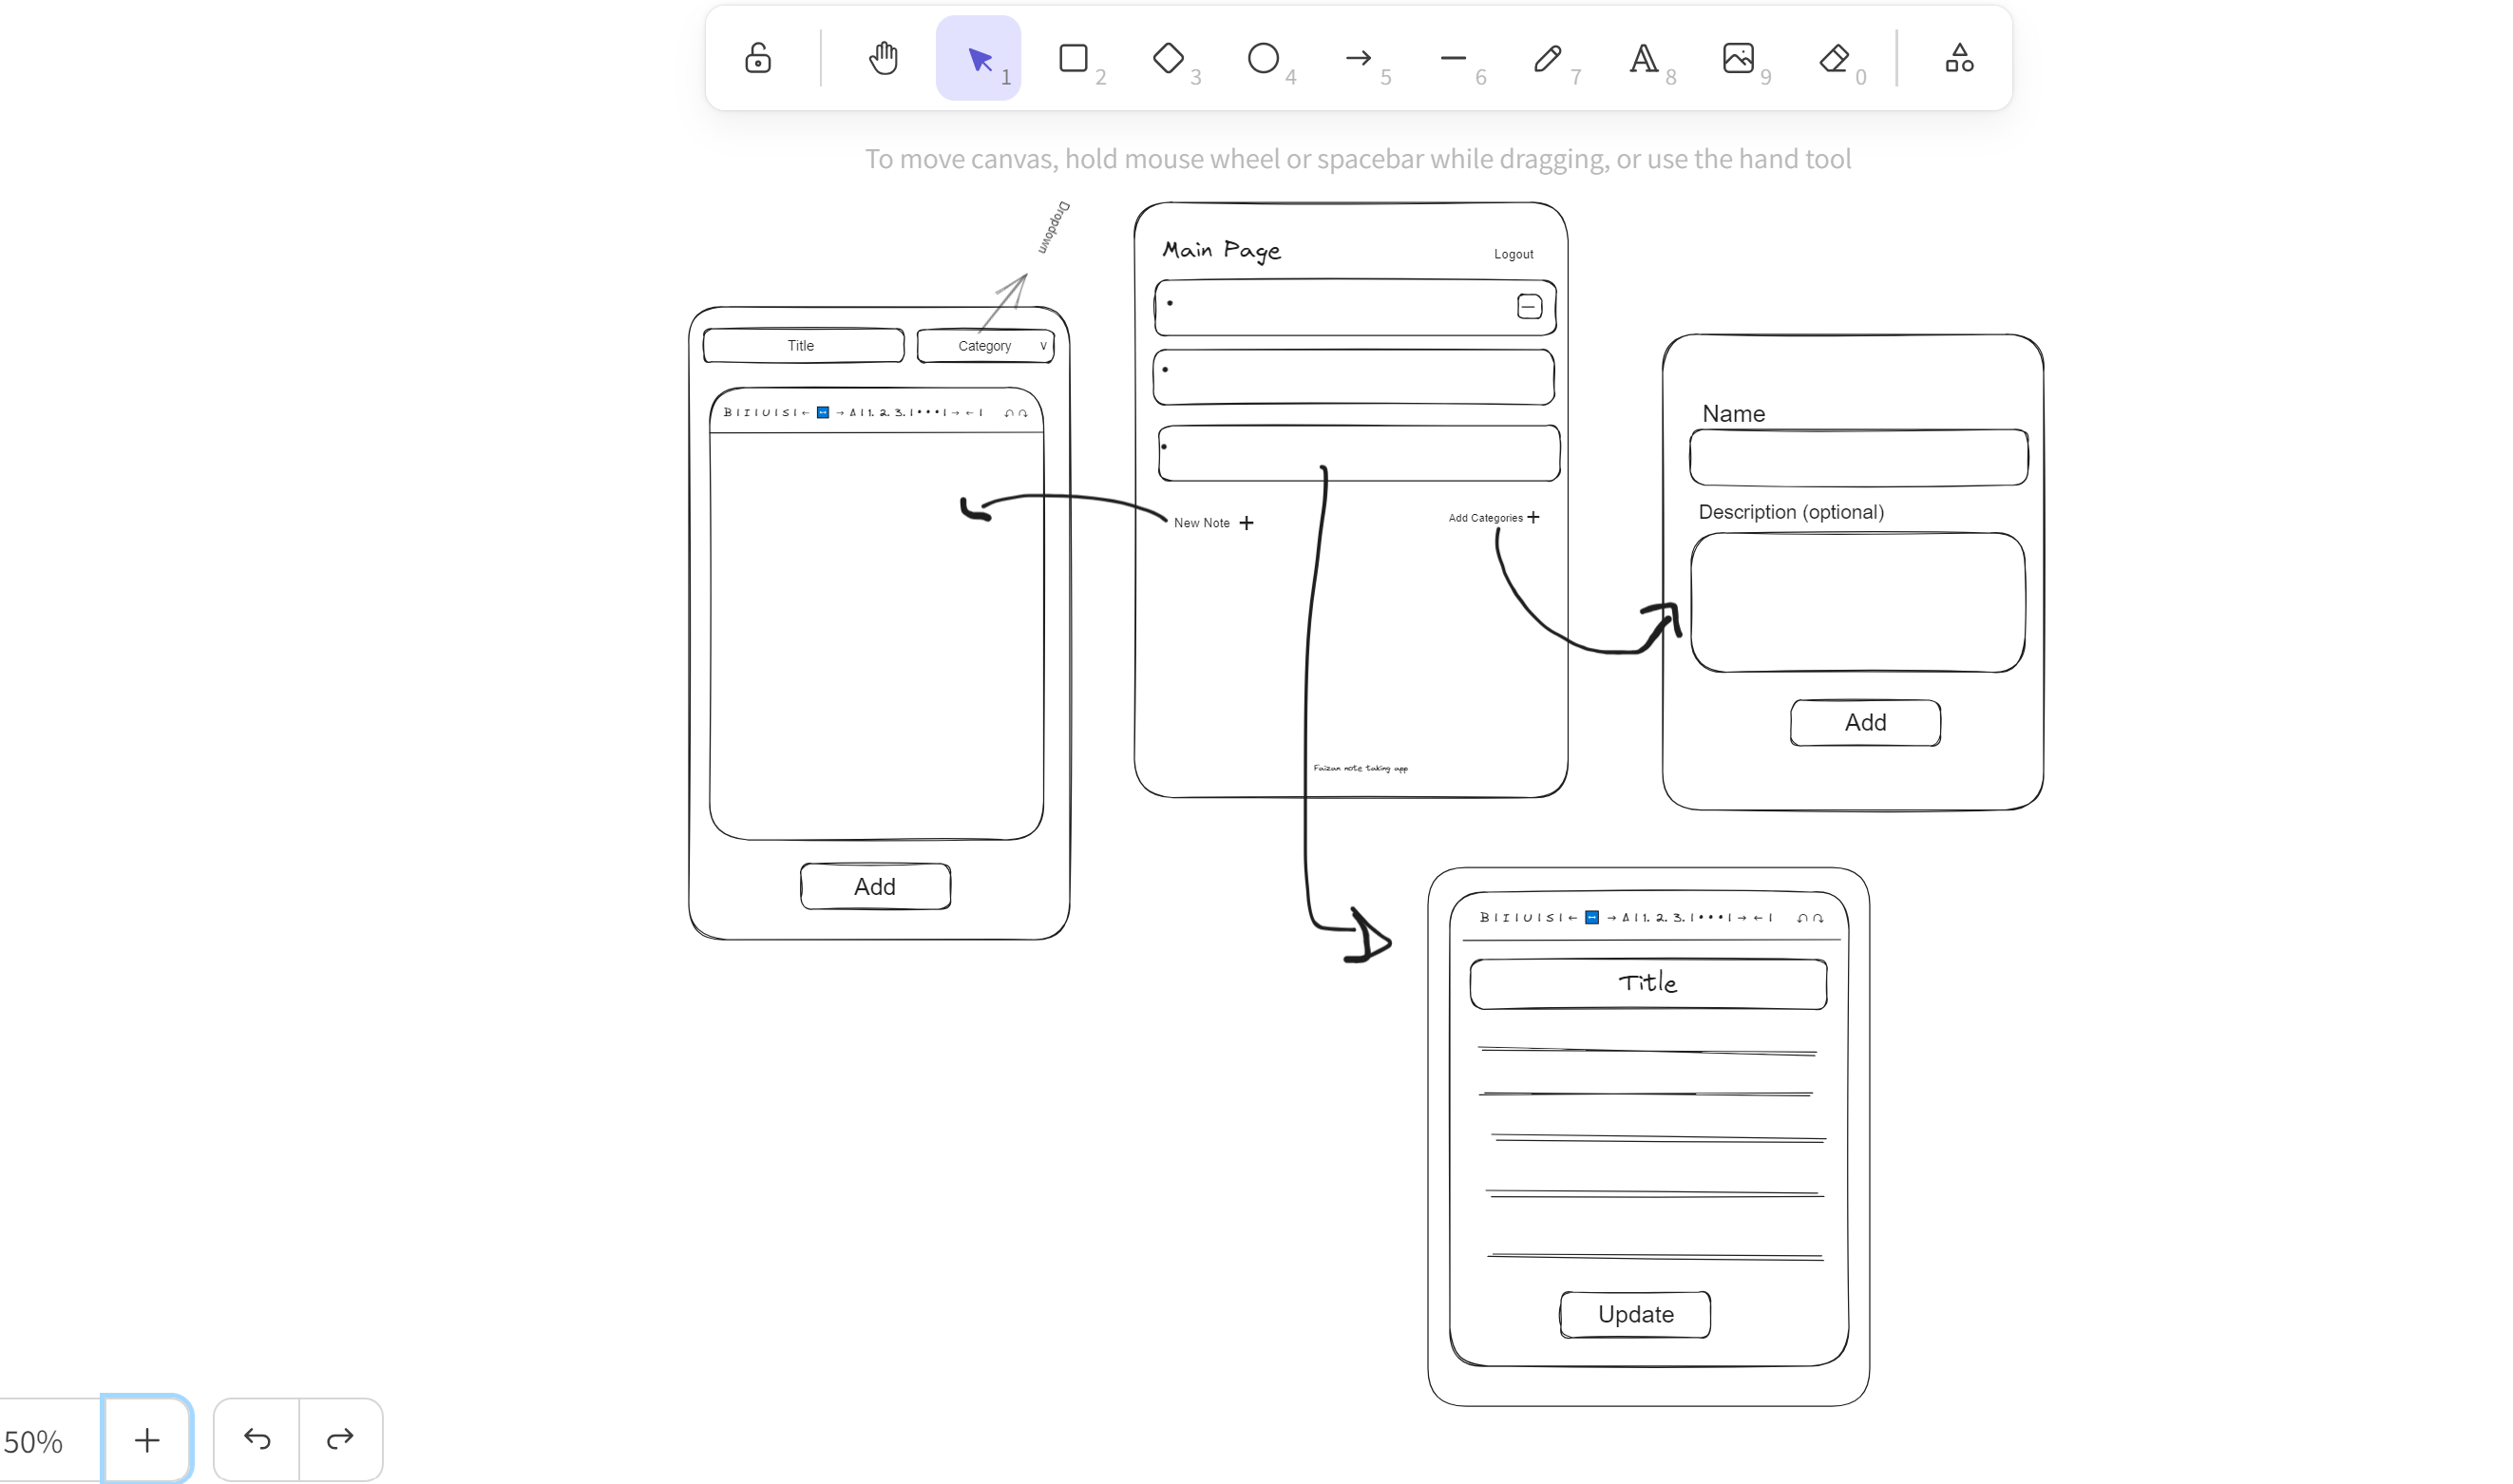 1 2 3 4 5 6 7 8 9 0
To move canvas, hold mouse wheel or spacebar while dragging, or use the hand tool
Dropdown
Title
Category v
B | I | U | S | ← ↔ → A | 1. 2. 3. | • • • | → ← |
Add
Main Page
Logout
New Note +
Add Categories +
Faizan note taking app
Name
Description (optional)
Add
B | I | U | S | ← ↔ → A | 1. 2. 3. | • • • | → ← |
Title
Update
50%